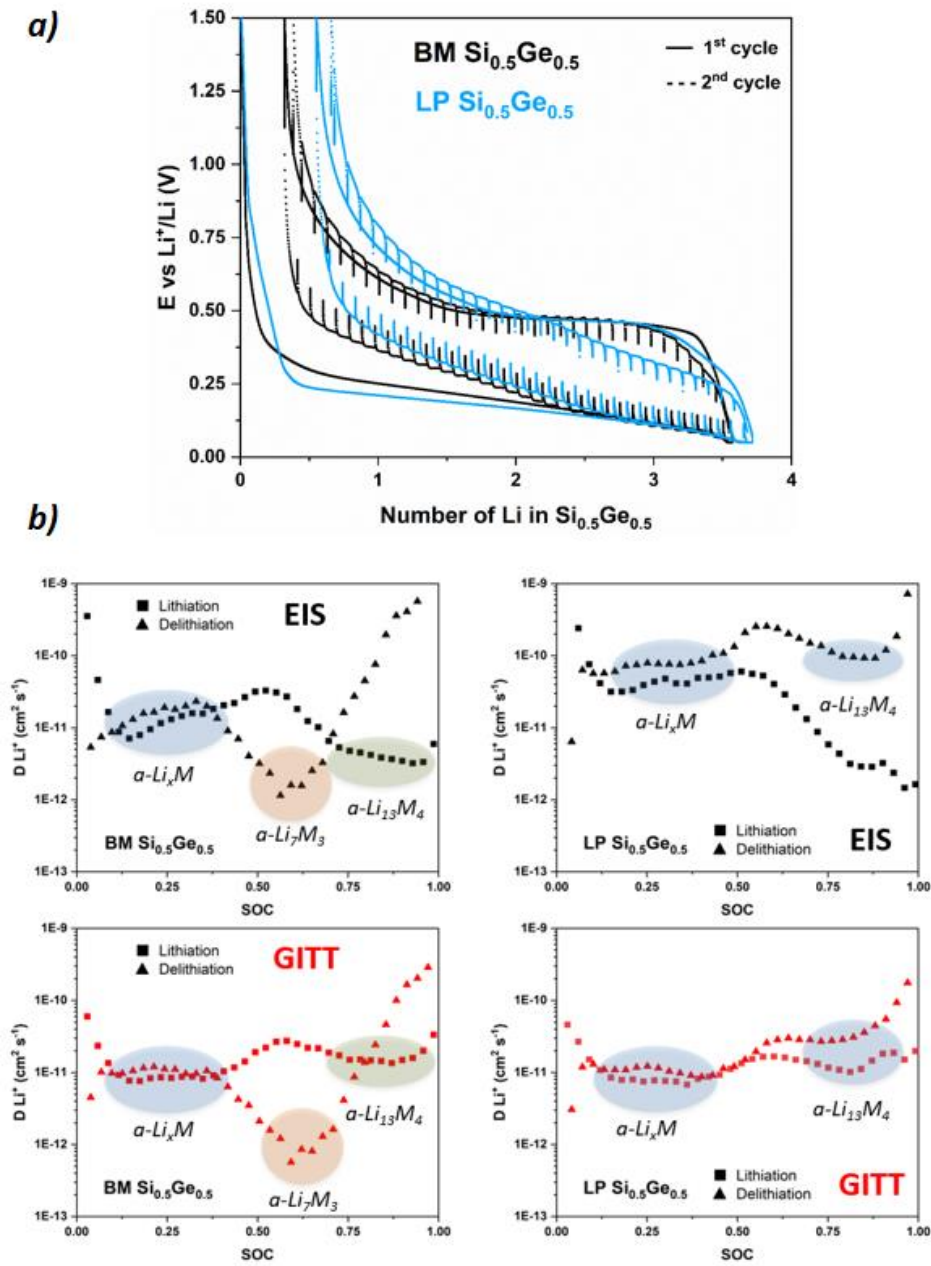 a)
1.50
1.25
1.00
0.75
0.50
0.25
0.00
E vs Li⁺/Li (V)
BM Si₀.₅Ge₀.₅
LP Si₀.₅Ge₀.₅
1ˢᵗ cycle
2ⁿᵈ cycle
0 1 2 3 4
Number of Li in Si₀.₅Ge₀.₅
b)
1E-9
1E-10
1E-11
1E-12
1E-13
D Li⁺ (cm² s⁻¹)
Lithiation
Delithiation
EIS
a-LiₓM
a-Li₇M₃
a-Li₁₃M₄
BM Si₀.₅Ge₀.₅
0.00 0.25 0.50 0.75 1.00
SOC
1E-9
1E-10
1E-11
1E-12
1E-13
D Li⁺ (cm² s⁻¹)
a-LiₓM
a-Li₁₃M₄
LP Si₀.₅Ge₀.₅
Lithiation
Delithiation
EIS
0.00 0.25 0.50 0.75 1.00
SOC
1E-9
1E-10
1E-11
1E-12
1E-13
D Li⁺ (cm² s⁻¹)
Lithiation
Delithiation
GITT
a-LiₓM
a-Li₇M₃
a-Li₁₃M₄
BM Si₀.₅Ge₀.₅
0.00 0.25 0.50 0.75 1.00
SOC
1E-9
1E-10
1E-11
1E-12
1E-13
D Li⁺ (cm² s⁻¹)
a-LiₓM
a-Li₁₃M₄
LP Si₀.₅Ge₀.₅
Lithiation
Delithiation
GITT
0.00 0.25 0.50 0.75 1.00
SOC